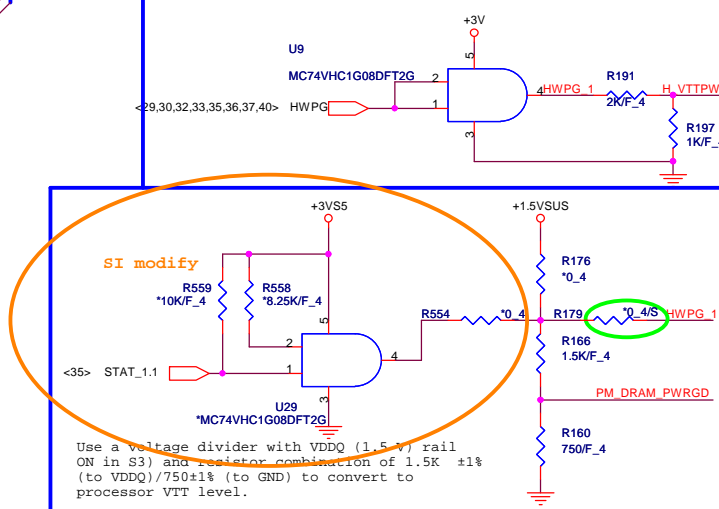 +3V
U9
MC74VHC1G08DFT2G
5
2
1
4
3
<29,30,32,33,35,36,37,40>
HWPG
HWPG_1
R191
2K/F_4
H_VTTPW
R197
1K/F_4
+3VS5
+1.5VSUS
SI modify
R559
*10K/F_4
R558
*8.25K/F_4
R176
*0_4
5
2
1
4
3
R554
*0_4
R179
*0_4/S
HWPG_1
R166
1.5K/F_4
<35>
STAT_1.1
U29
*MC74VHC1G08DFT2G
PM_DRAM_PWRGD
R160
750/F_4
Use a voltage divider with VDDQ (1.5 V) rail
ON in S3) and resistor combination of 1.5K ±1%
(to VDDQ)/750±1% (to GND) to convert to
processor VTT level.